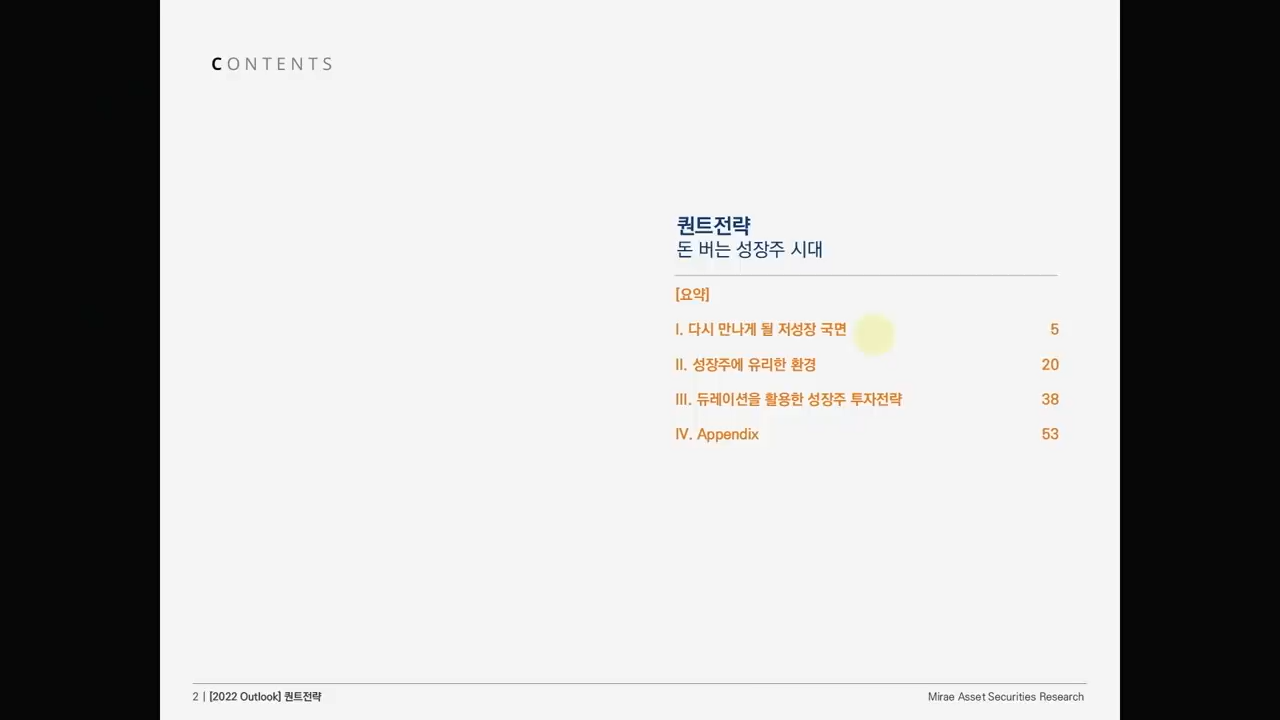 CONTENTS
퀀트전략
돈 버는 성장주 시대
[요약]
I. 다시 만나게 될 저성장 국면 5
II. 성장주에 유리한 환경 20
III. 듀레이션을 활용한 성장주 투자전략 38
IV. Appendix 53
2 | [2022 Outlook] 퀀트전략 Mirae Asset Securities Research